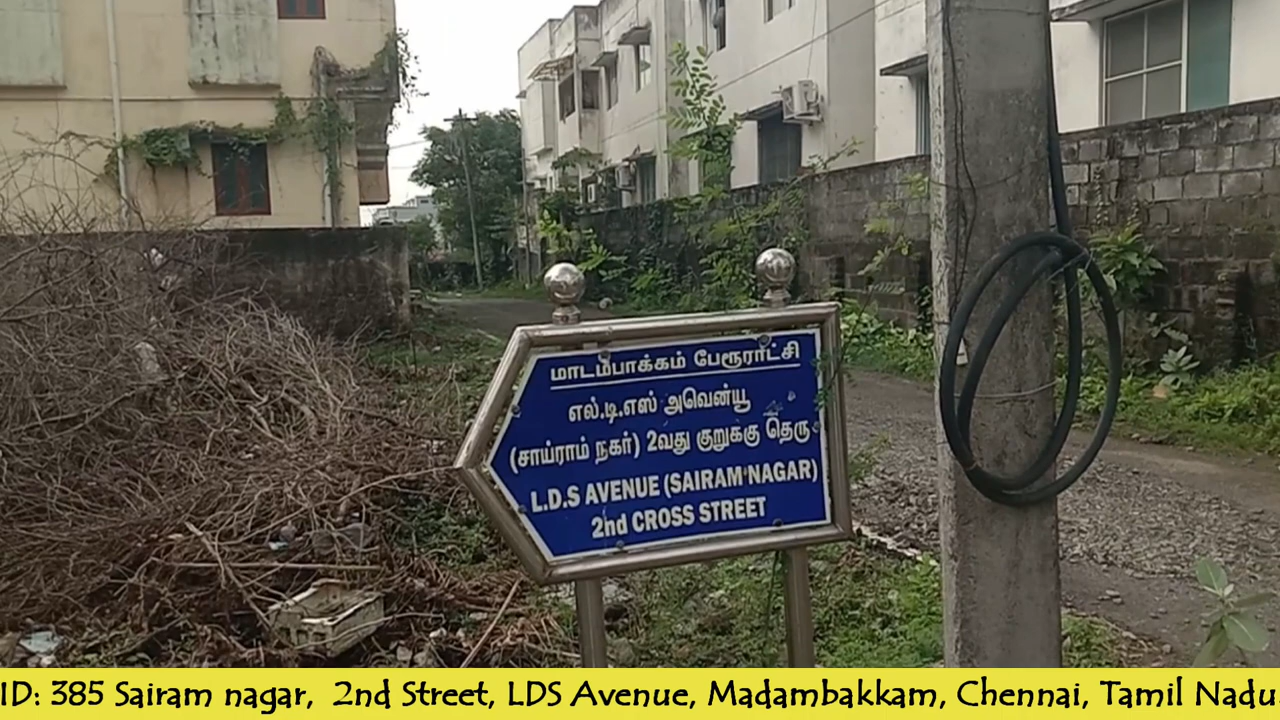 மாடம்பாக்கம் பேரூராட்சி
எல்.டி.எஸ் அவென்யூ
(சாய்ராம் நகர்) 2வது குறுக்கு தெரு
L.D.S AVENUE (SAIRAM NAGAR)
2nd CROSS STREET
ID: 385 Sairam nagar, 2nd Street, LDS Avenue, Madambakkam, Chennai, Tamil Nadu